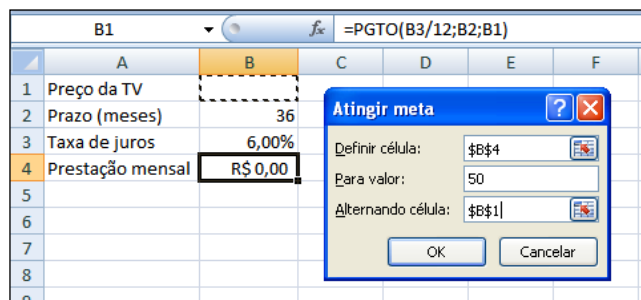 B1 fx =PGTO(B3/12;B2;B1)
A B C D E F
1 Preço da TV
2 Prazo (meses) 36
3 Taxa de juros 6,00%
4 Prestação mensal R$ 0,00
5
6
7
8
Atingir meta
Definir célula: $B$4
Para valor: 50
Alternando célula: $B$1
OK Cancelar